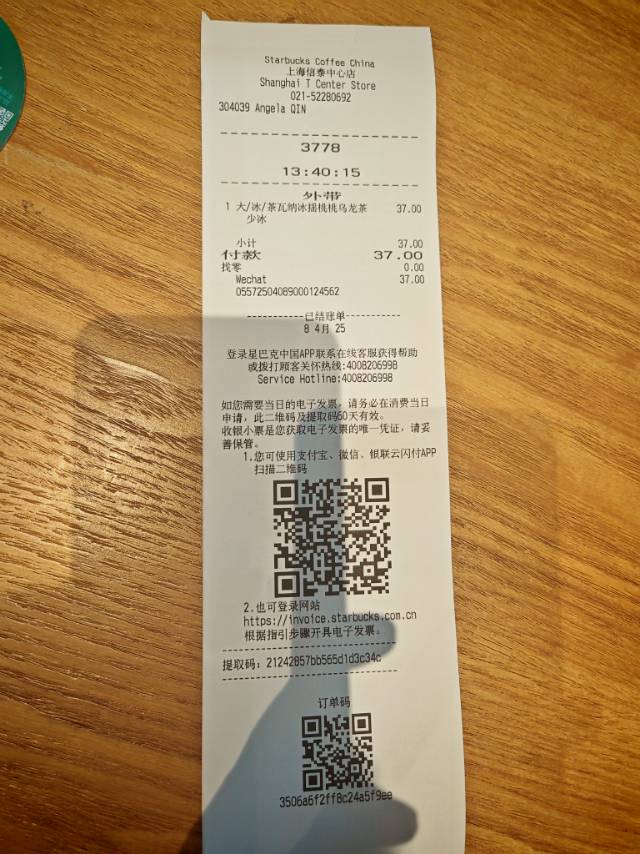 Starbucks Coffee China
上海信泰中心店
Shanghai T Center Store
021-52280692
304039 Angela QIN
3778
13:40:15
外带
1 大/冰/茶瓦纳冰摇桃桃乌龙茶 37.00
少冰
小计 37.00
付款 37.00
找零 0.00
Wechat 37.00
05572504089000124562
已结账单
8 4月 25
登录星巴克中国APP联系在线客服获得帮助
或拨打顾客关怀热线:4008206998
Service Hotline:4008206998
如您需要当日的电子发票，请务必在消费当日
申请，此二维码及提取码60天有效。
收银小票是您获取电子发票的唯一凭证，请妥
善保管。
1.您可使用支付宝、微信、银联云闪付APP
扫描二维码
2.也可登录网站
https://invoice.starbucks.com.cn
根据指引步骤开具电子发票。
提取码: 21242857bb565d1d3c34c
订单码
3506a6f2ff8c24a5f9ee